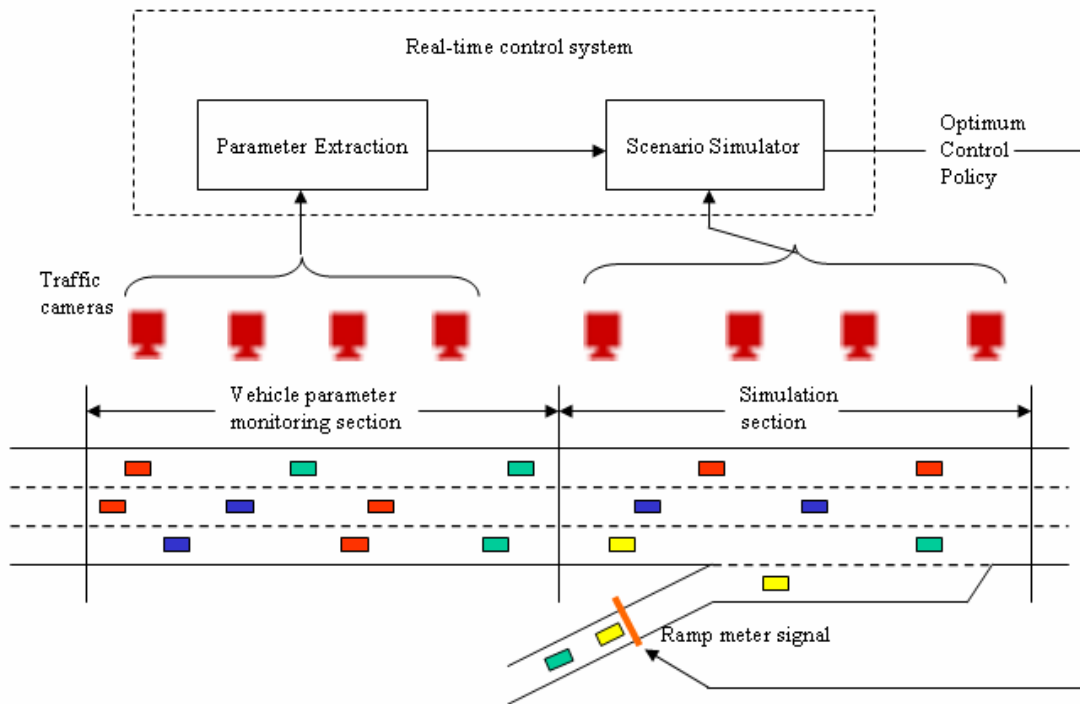 Real-time control system
Parameter Extraction
Scenario Simulator
Optimum
Control
Policy
Traffic
cameras
Vehicle parameter
monitoring section
Simulation
section
Ramp meter signal